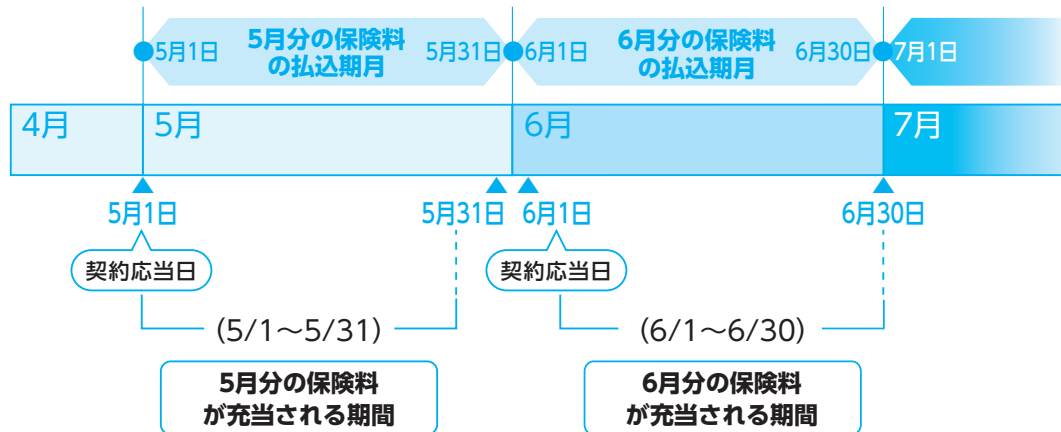 5月1日
5月分の保険料
の払込期月
5月31日
6月1日
6月分の保険料
の払込期月
6月30日
7月1日
4月
5月
6月
7月
5月1日
5月31日
6月1日
6月30日
契約応当日
契約応当日
(5/1～5/31)
(6/1～6/30)
5月分の保険料
が充当される期間
6月分の保険料
が充当される期間